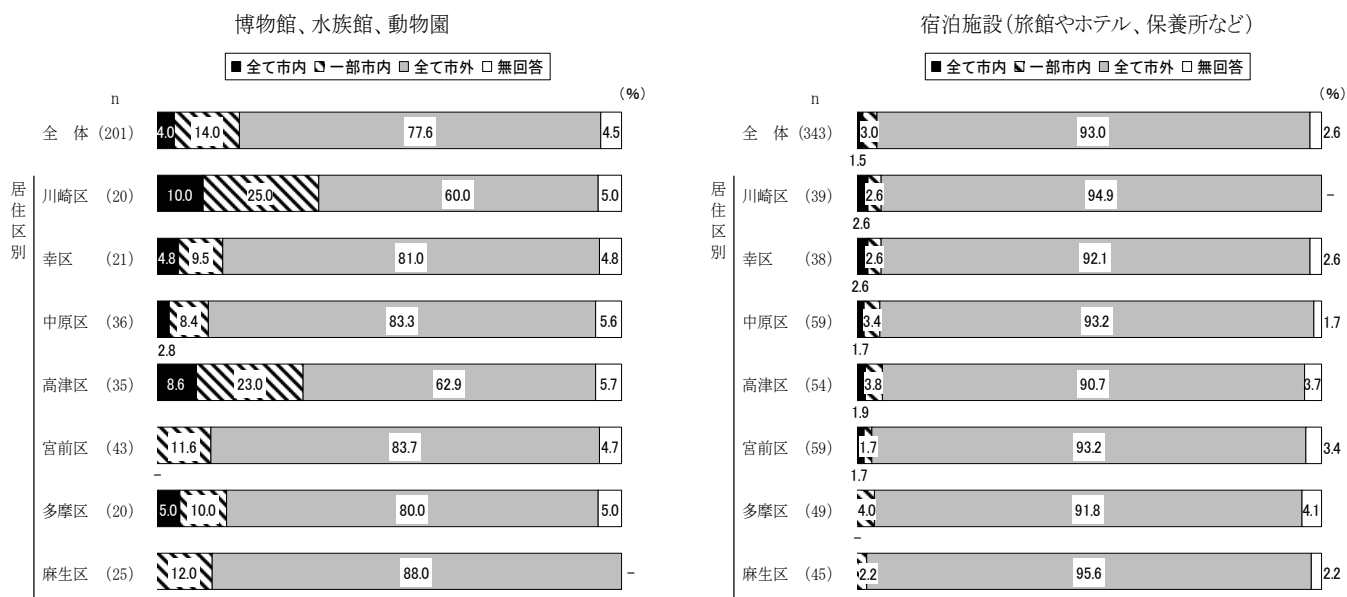 博物館、水族館、動物園
■全て市内 一部市内 全て市外 無回答
n
(%)
全 体 (201) 4.0 14.0 77.6 4.5
居住区別
川崎区 (20) 10.0 25.0 60.0 5.0
幸区 (21) 4.8 9.5 81.0 4.8
中原区 (36) 8.4 83.3 5.6
2.8
高津区 (35) 8.6 23.0 62.9 5.7
宮前区 (43) 11.6 83.7 4.7
-
多摩区 (20) 5.0 10.0 80.0 5.0
麻生区 (25) 12.0 88.0 -
宿泊施設(旅館やホテル、保養所など)
■全て市内 一部市内 全て市外 無回答
n
(%)
全 体 (343) 3.0 93.0 2.6
1.5
居住区別
川崎区 (39) 2.6 94.9 -
2.6
幸区 (38) 2.6 92.1 2.6
2.6
中原区 (59) 3.4 93.2 1.7
1.7
高津区 (54) 3.8 90.7 3.7
1.9
宮前区 (59) 1.7 93.2 3.4
1.7
多摩区 (49) 4.0 91.8 4.1
-
麻生区 (45) 2.2 95.6 2.2